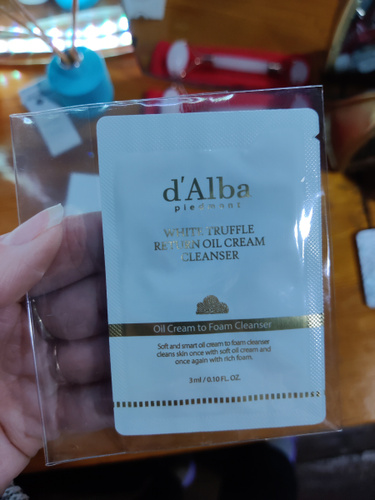 d'Alba
piedmont
WHITE TRUFFLE
RETURN OIL CREAM
CLEANSER
Oil Cream to Foam Cleanser
Soft and smart oil cream to foam cleanser
cleans skin once with soft oil cream and
once again with rich foam.
3 ml / 0.10 FL. OZ.